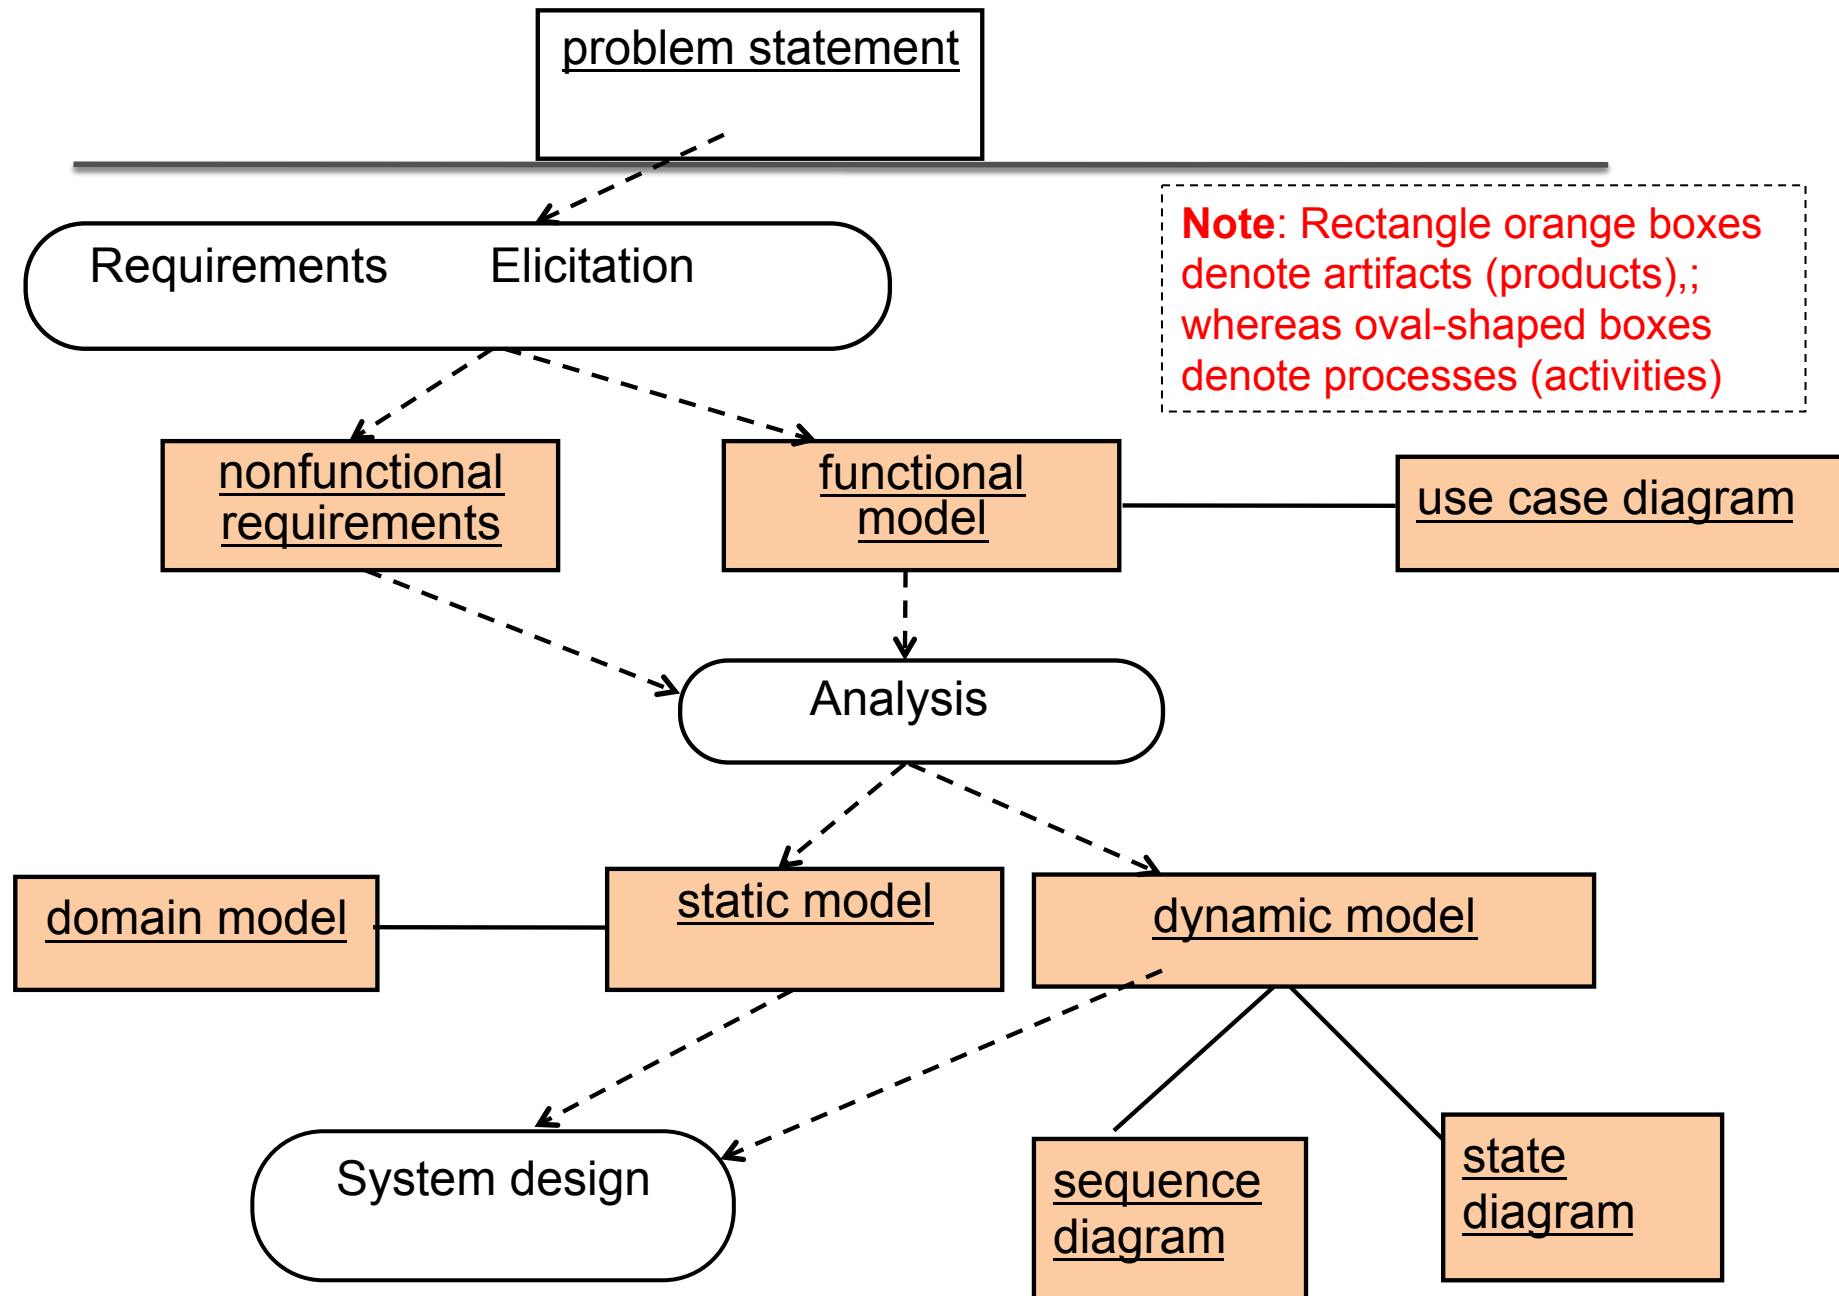 problem statement
Requirements Elicitation
Note: Rectangle orange boxes
denote artifacts (products),;
whereas oval-shaped boxes
denote processes (activities)
nonfunctional
requirements
functional
model
use case diagram
Analysis
domain model
static model
dynamic model
System design
sequence
diagram
state
diagram